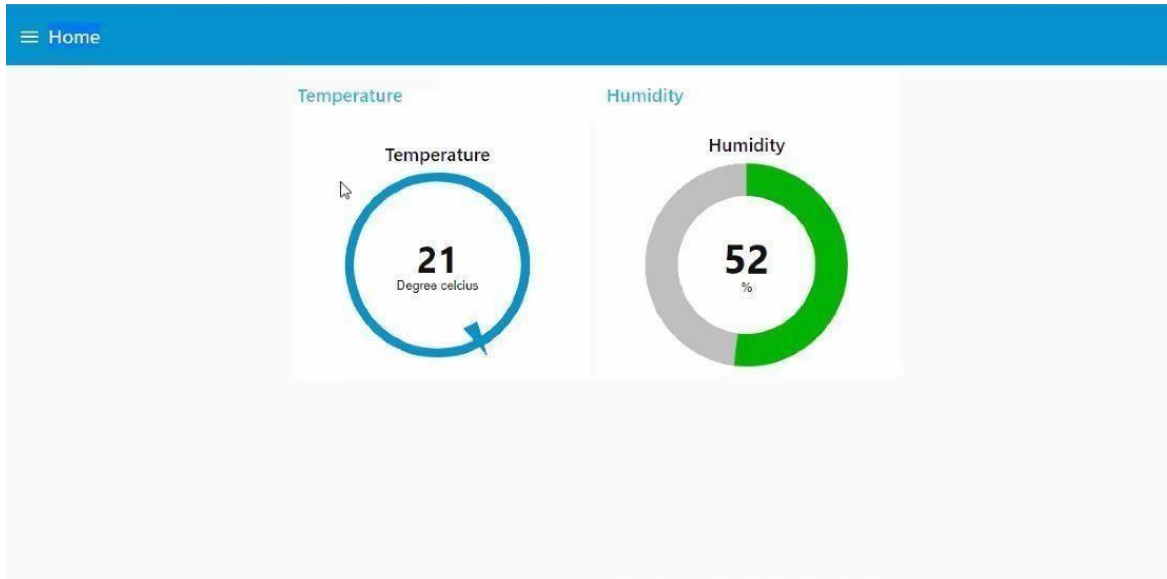 Home
Temperature
Humidity
Temperature
Humidity
21
Degree celcius
52
%